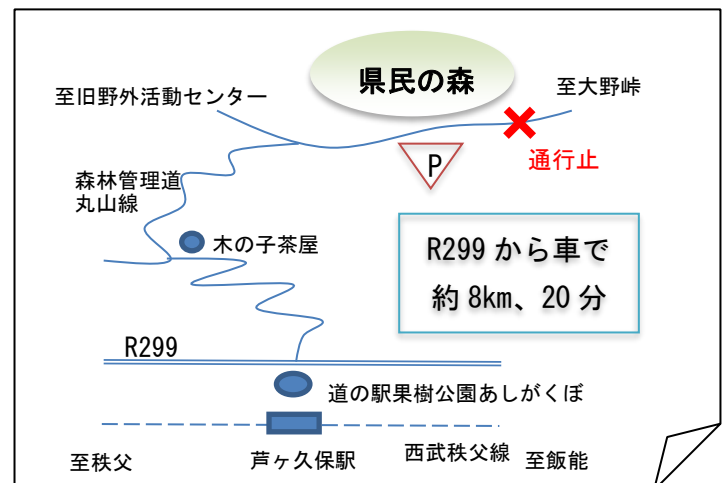 県民の森
至大野峠
至旧野外活動センター
通行止
P
森林管理道
丸山線
木の子茶屋
R299 から車で
約 8km、20 分
R299
道の駅果樹公園あしがくぼ
至秩父
芦ヶ久保駅
西武秩父線
至飯能